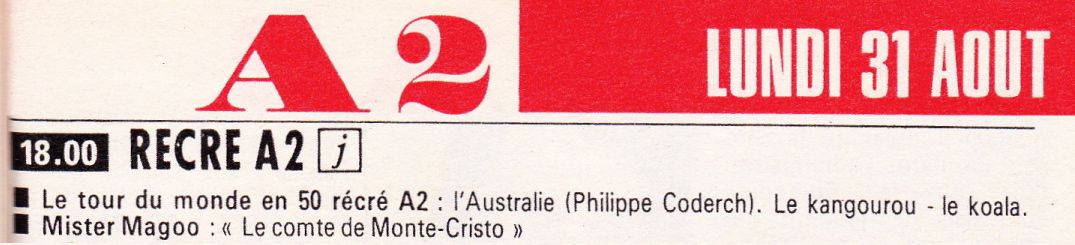 A2 LUNDI 31 AOUT
18.00 RECRE A2 j
■ Le tour du monde en 50 récré A2 : l'Australie (Philippe Coderch). Le kangourou - le koala.
■ Mister Magoo : « Le comte de Monte-Cristo »